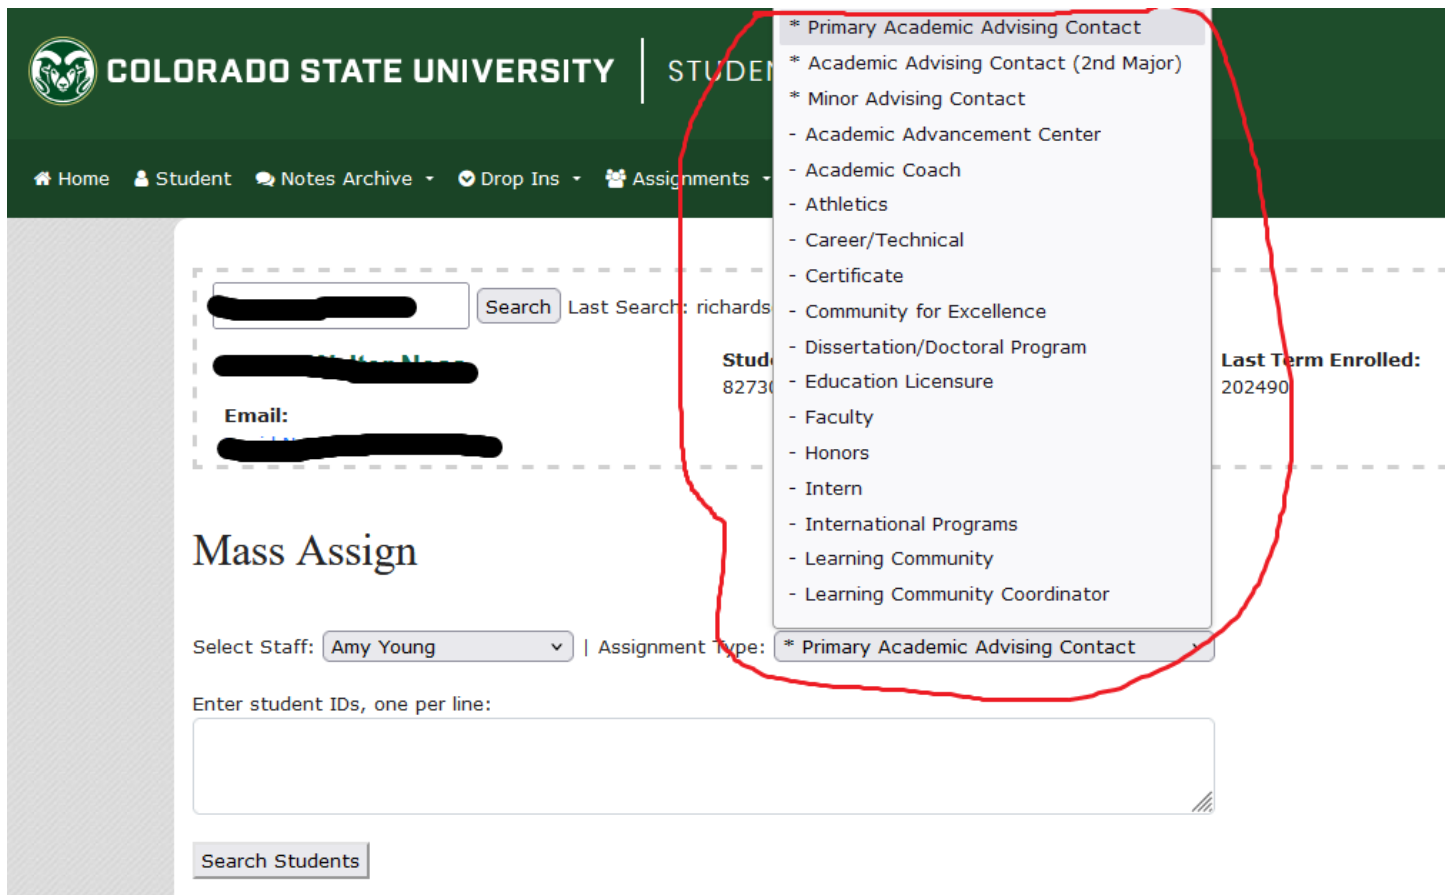 COLORADO STATE UNIVERSITY
STUDEN
Home Student Notes Archive Drop Ins Assignments
* Primary Academic Advising Contact
* Academic Advising Contact (2nd Major)
* Minor Advising Contact
- Academic Advancement Center
- Academic Coach
- Athletics
- Career/Technical
- Certificate
- Community for Excellence
- Dissertation/Doctoral Program
- Education Licensure
- Faculty
- Honors
- Intern
- International Programs
- Learning Community
- Learning Community Coordinator
Search Last Search: richards
Stude
82730
Last Term Enrolled:
202490
Email:
Mass Assign
Select Staff: Amy Young | Assignment Type: * Primary Academic Advising Contact
Enter student IDs, one per line:
Search Students